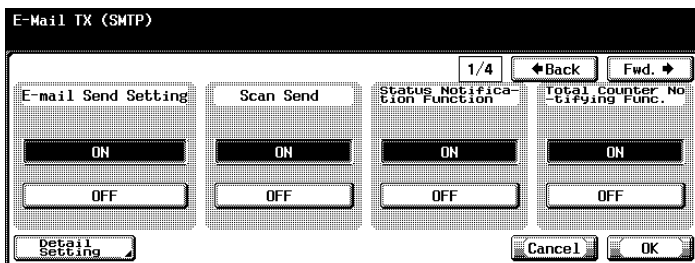 E-Mail TX (SMTP)
1/4
Back
Fwd.
E-mail Send Setting
Scan Send
Status Notifica-
tion Function
Total Counter No
-tifying Func.
ON
ON
ON
ON
OFF
OFF
OFF
OFF
Detail
Setting
Cancel
OK